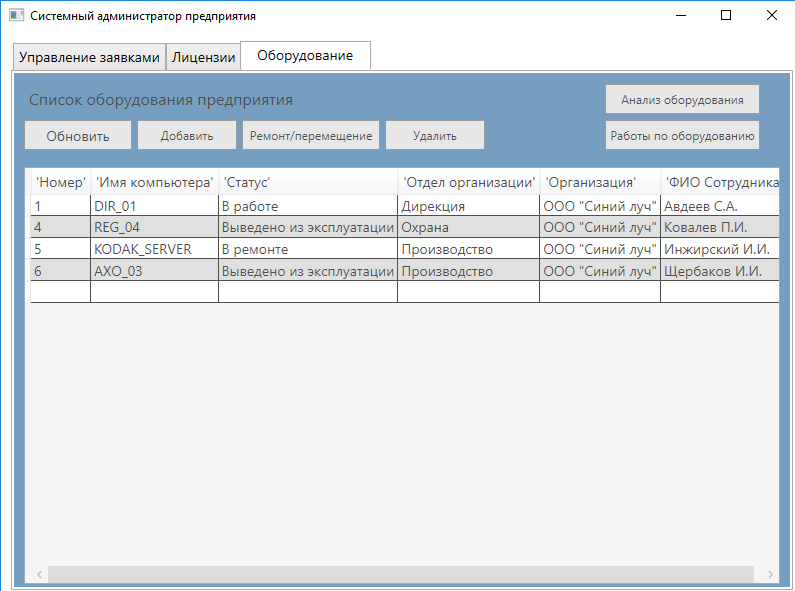 Системный администратор предприятия
Управление заявками Лицензии Оборудование
Список оборудования предприятия Анализ оборудования
Обновить Добавить Ремонт/перемещение Удалить Работы по оборудованию
'Номер' 'Имя компьютера' 'Статус' 'Отдел организации' 'Организация' 'ФИО Сотрудника
1 DIR_01 В работе Дирекция ООО "Синий луч" Авдеев С.А.
4 REG_04 Выведено из эксплуатации Охрана ООО "Синий луч" Ковалев П.И.
5 KODAK_SERVER В ремонте Производство ООО "Синий луч" Инжирский И.И.
6 AXO_03 Выведено из эксплуатации Производство ООО "Синий луч" Щербаков И.И.